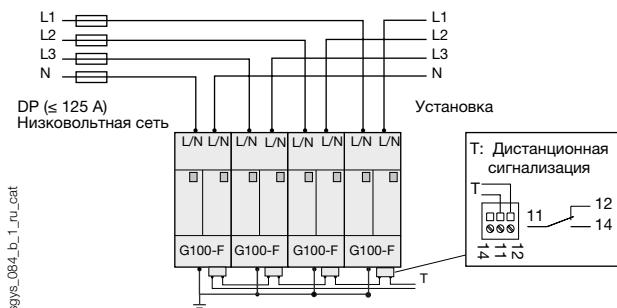 L1
L2
L3
N
L1
L2
L3
N
DP (≤ 125 A)
Низковольтная сеть
Установка
L/N L/N L/N L/N L/N L/N L/N L/N
G100-F G100-F G100-F G100-F
T
T: Дистанционная
сигнализация
T
14 11 12
11
12
14
sgys_084_b_1_ru_cat